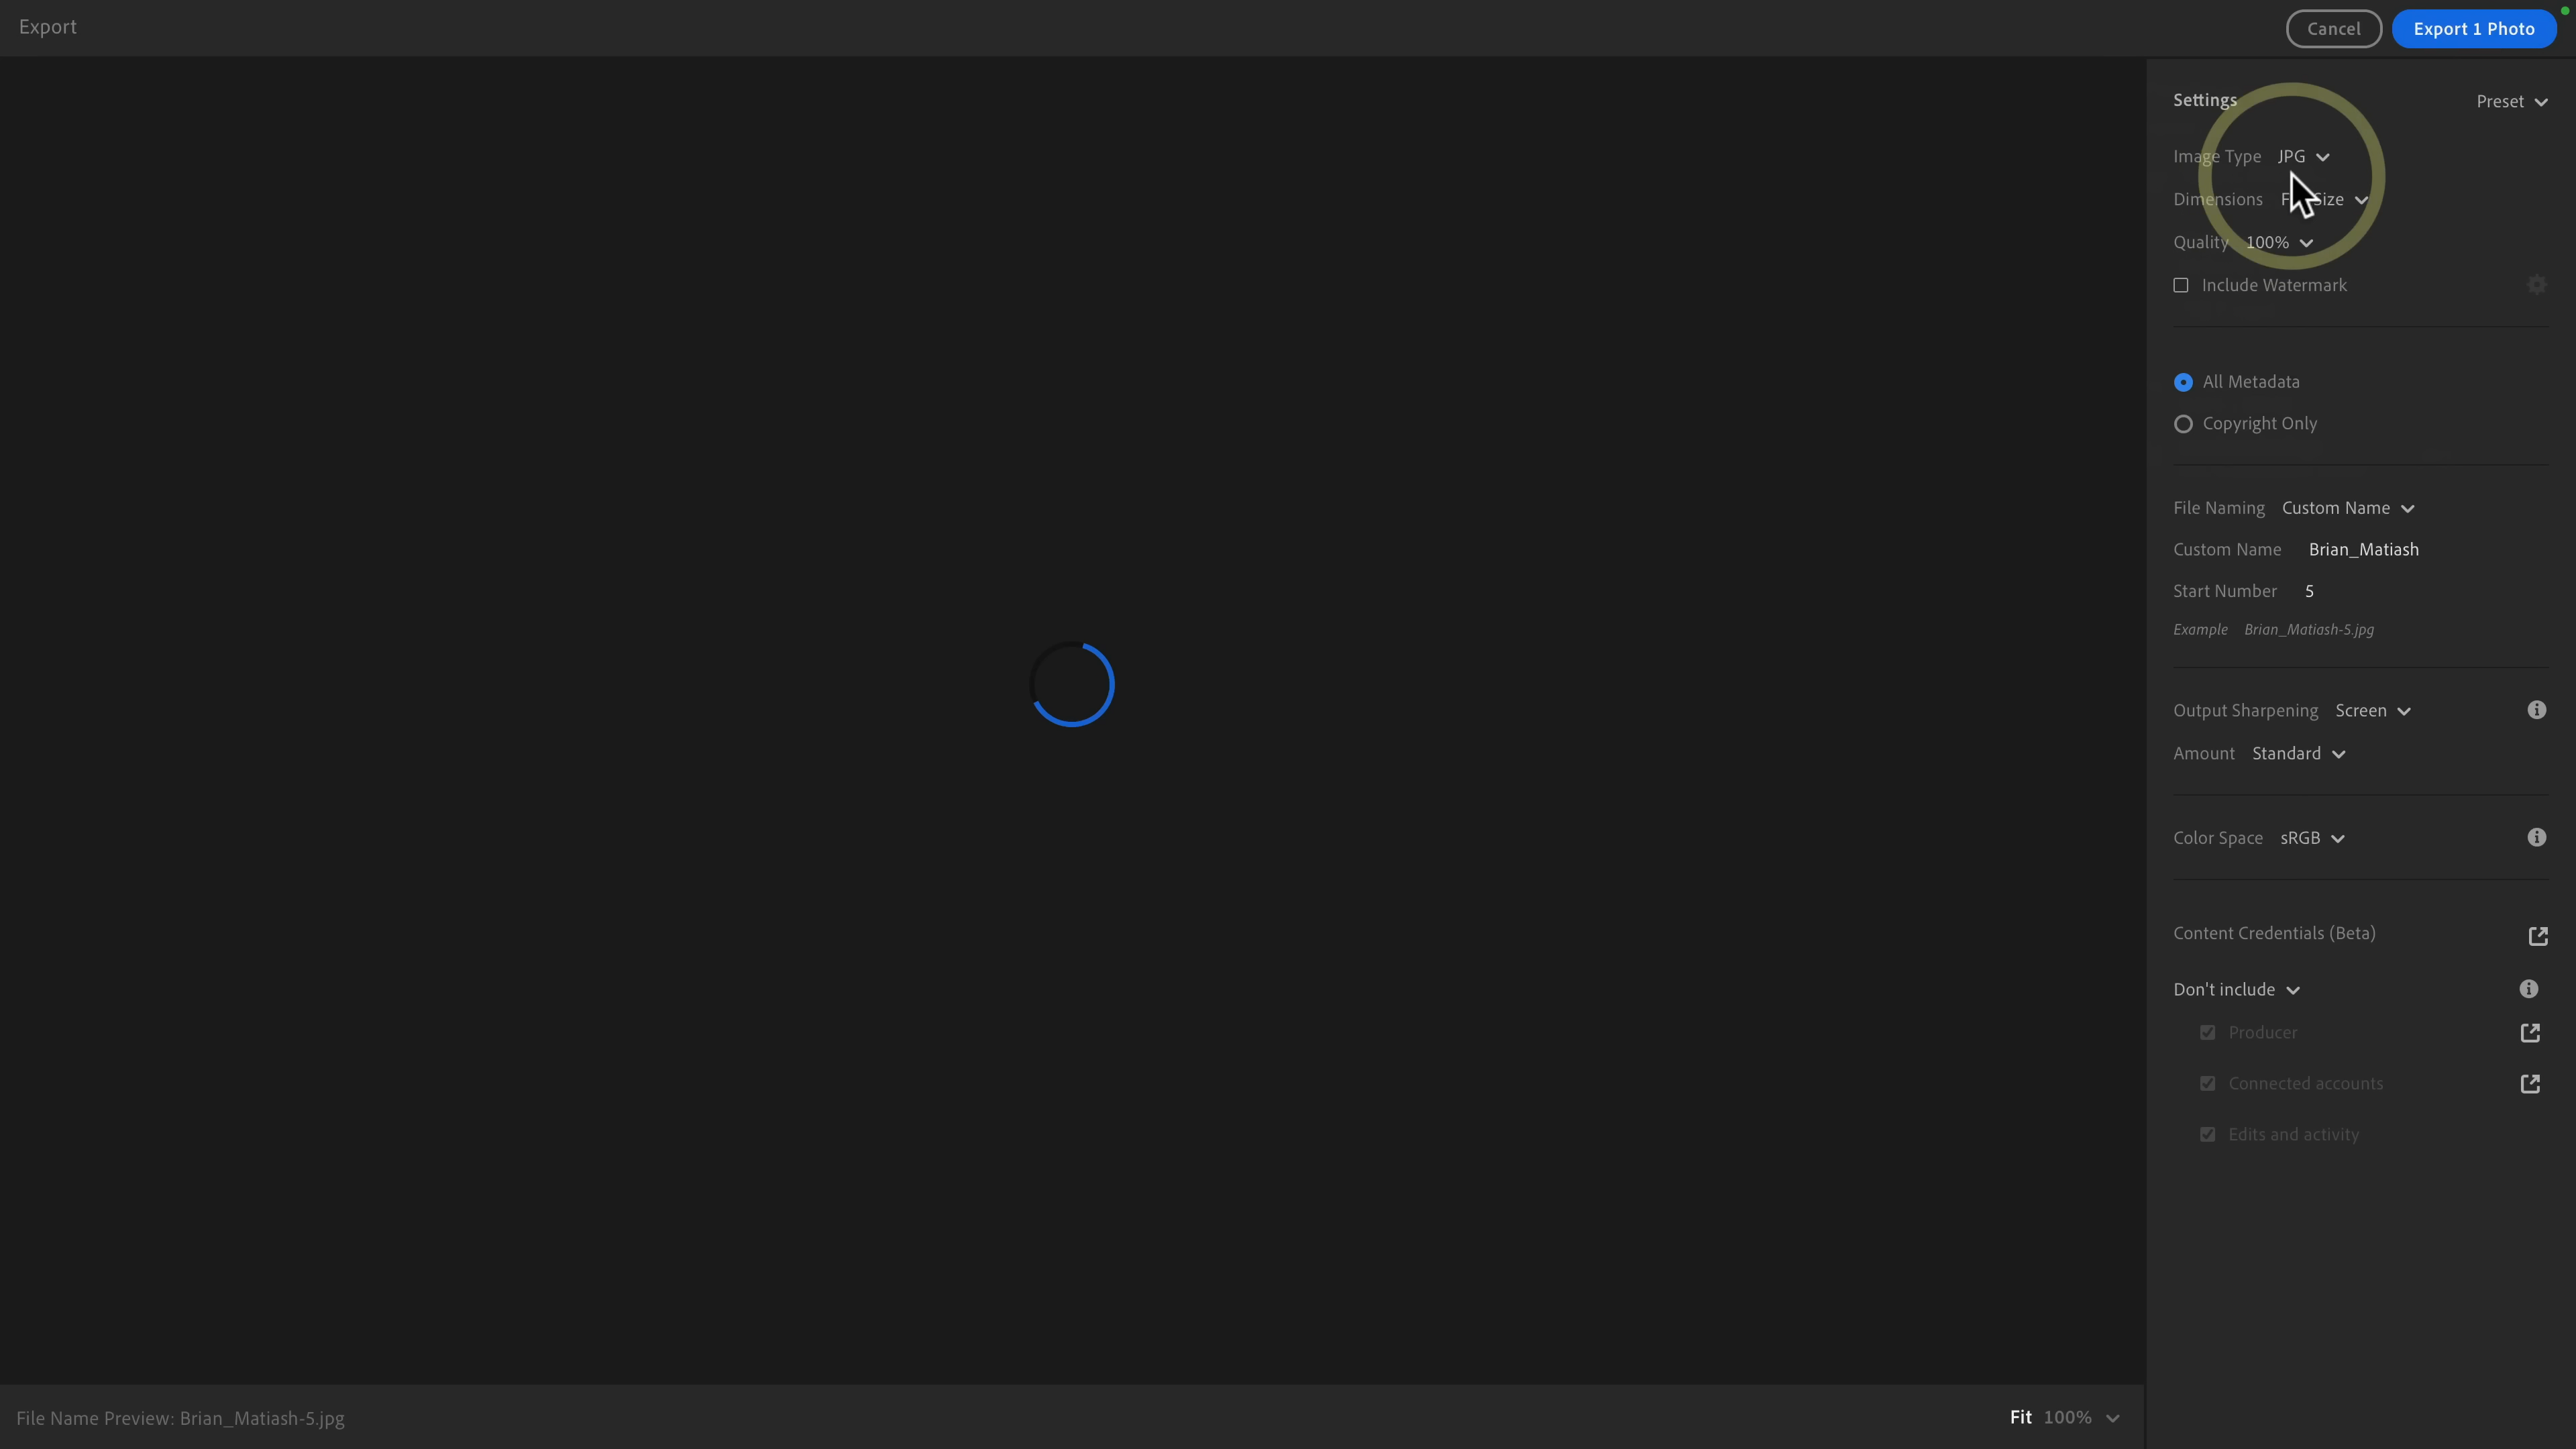 Export
Cancel
Export 1 Photo
Settings
Preset
Image Type JPG
Dimensions Size
Quality 100%
Include Watermark
All Metadata
Copyright Only
File Naming Custom Name
Custom Name Brian_Matiash
Start Number 5
Example Brian_Matiash-5.jpg
Output Sharpening Screen
Amount Standard
Color Space sRGB
Content Credentials (Beta)
Don't include
Producer
Connected accounts
Edits and activity
File Name Preview: Brian_Matiash-5.jpg
Fit 100%